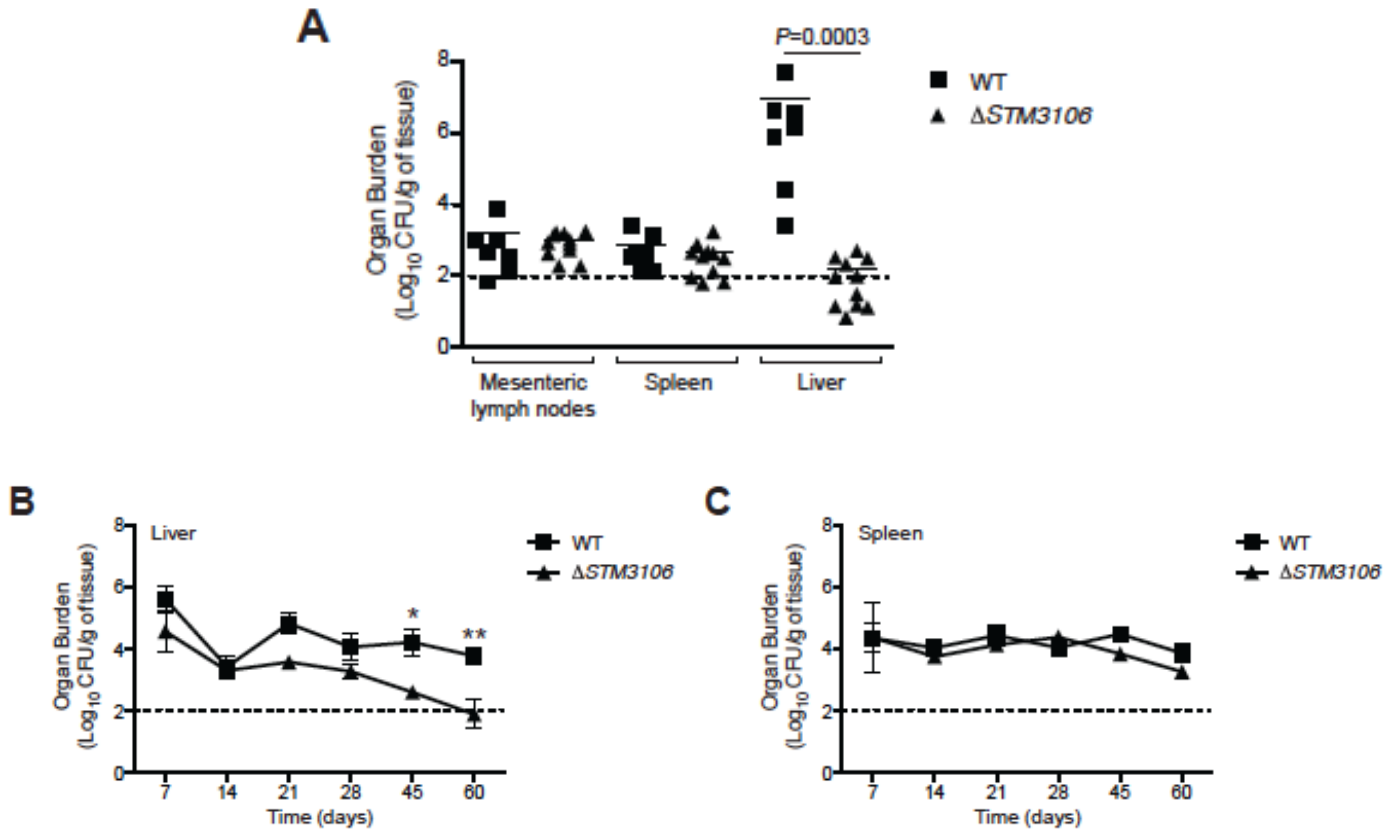 A
P=0.0003
8
6
4
2
0
Organ Burden
(Log10 CFU/g of tissue)
WT
ΔSTM3106
Mesenteric
lymph nodes
Spleen
Liver
B
Liver
8
6
4
2
0
Organ Burden
(Log10 CFU/g of tissue)
* **
7 14 21 28 45 60
Time (days)
WT
ΔSTM3106
C
Spleen
8
6
4
2
0
Organ Burden
(Log10 CFU/g of tissue)
7 14 21 28 45 60
Time (days)
WT
ΔSTM3106